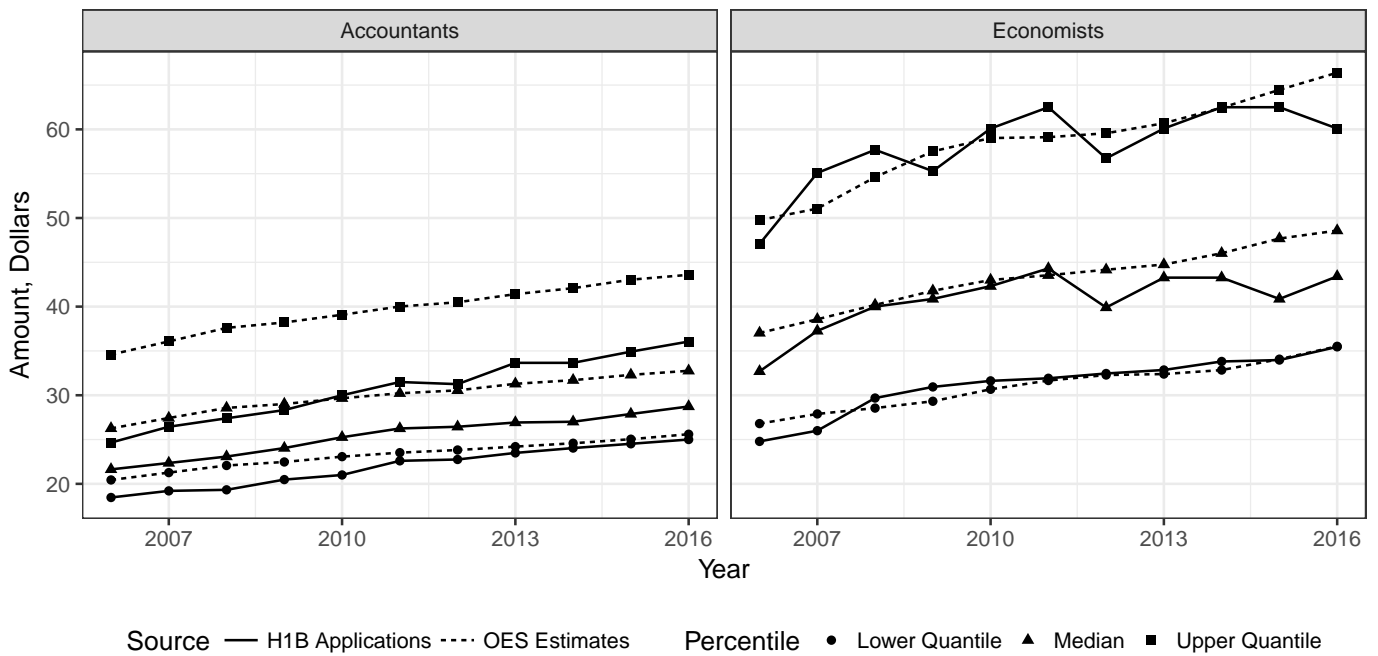 Accountants
Economists
Amount, Dollars
60
50
40
30
20
2007 2010 2013 2016
2007 2010 2013 2016
Year
Source H1B Applications OES Estimates Percentile Lower Quantile Median Upper Quantile